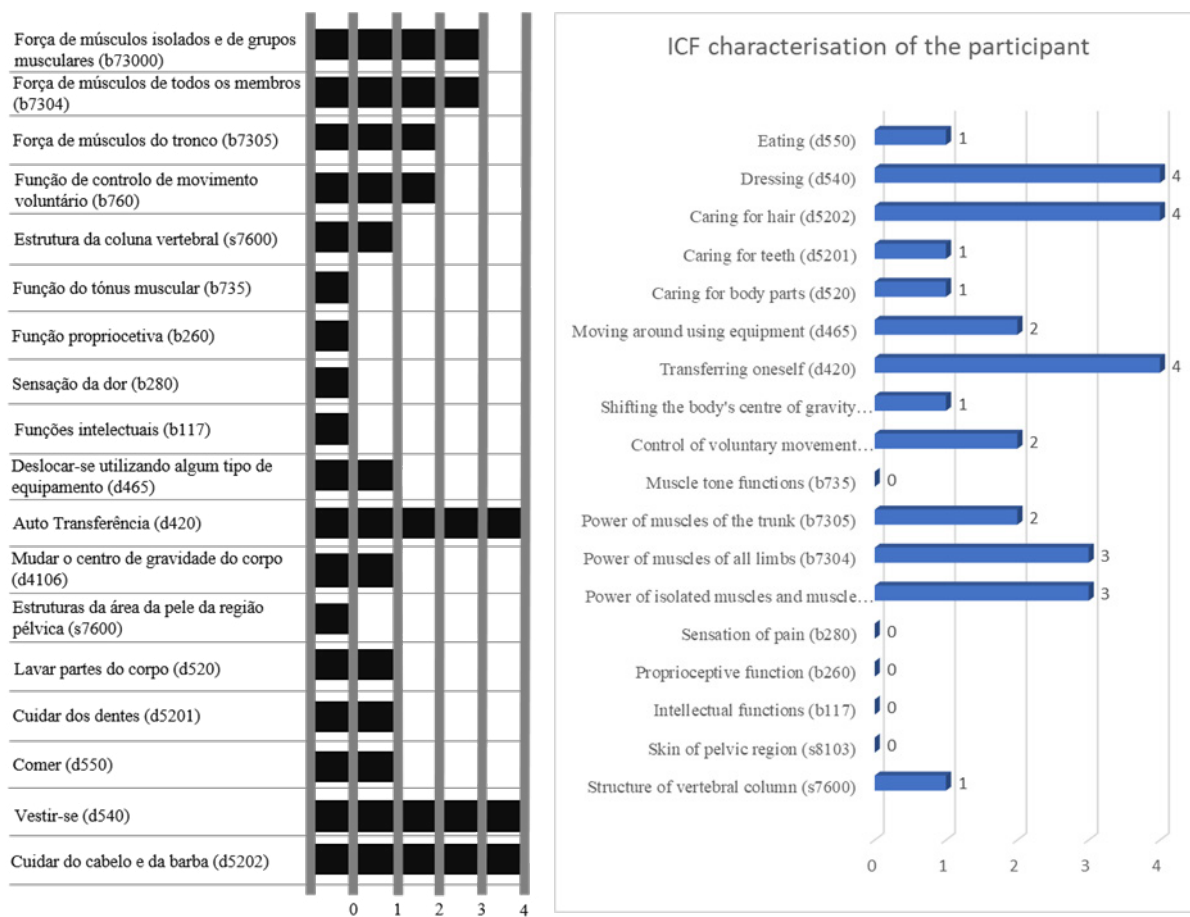 Força de músculos isolados e de grupos
musculares (b73000)
Força de músculos de todos os membros
(b7304)
Força de músculos do tronco (b7305)
Função de controlo de movimento
voluntário (b760)
Estrutura da coluna vertebral (s7600)
Função do tónus muscular (b735)
Função propriocetiva (b260)
Sensação da dor (b280)
Funções intelectuais (b117)
Deslocar-se utilizando algum tipo de
equipamento (d465)
Auto Transferência (d420)
Mudar o centro de gravidade do corpo
(d4106)
Estruturas da área da pele da região
pélvica (s7600)
Lavar partes do corpo (d520)
Cuidar dos dentes (d5201)
Comer (d550)
Vestir-se (d540)
Cuidar do cabelo e da barba (d5202)
0 1 2 3 4
ICF characterisation of the participant
Eating (d550) 1
Dressing (d540) 4
Caring for hair (d5202) 4
Caring for teeth (d5201) 1
Caring for body parts (d520) 1
Moving around using equipment (d465) 2
Transferring oneself (d420) 4
Shifting the body's centre of gravity... 1
Control of voluntary movement... 2
Muscle tone functions (b735) 0
Power of muscles of the trunk (b7305) 2
Power of muscles of all limbs (b7304) 3
Power of isolated muscles and muscle... 3
Sensation of pain (b280) 0
Proprioceptive function (b260) 0
Intellectual functions (b117) 0
Skin of pelvic region (s8103) 0
Structure of vertebral column (s7600) 1
0 1 2 3 4